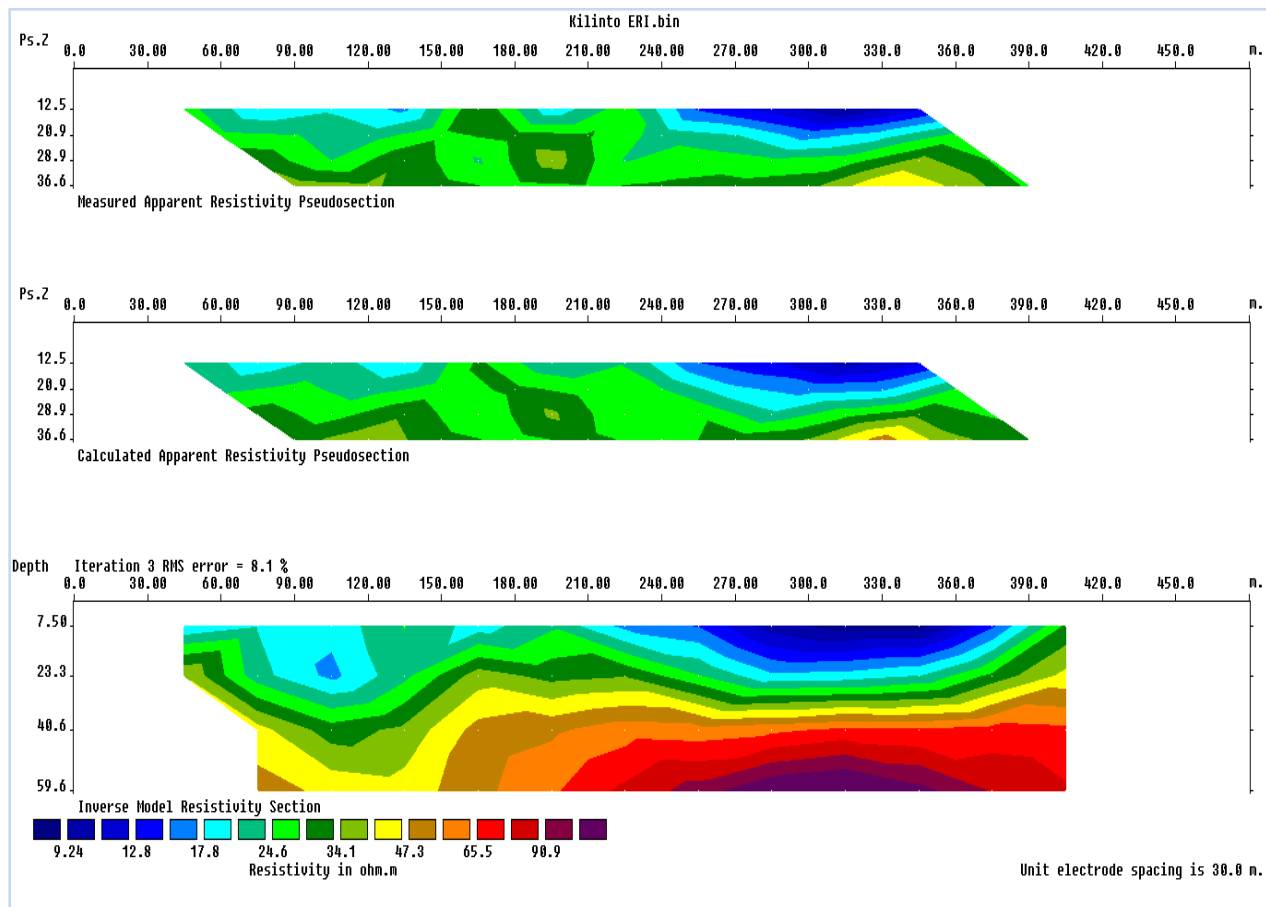 Kilinto ERI.bin
Ps.Z 0.0 30.00 60.00 90.00 120.00 150.00 180.00 210.00 240.00 270.00 300.0 330.0 360.0 390.0 420.0 450.0 m.
12.5
20.9
28.9
36.6
Measured Apparent Resistivity Pseudosection
Ps.Z 0.0 30.00 60.00 90.00 120.00 150.00 180.00 210.00 240.00 270.00 300.0 330.0 360.0 390.0 420.0 450.0 m.
12.5
20.9
28.9
36.6
Calculated Apparent Resistivity Pseudosection
Depth Iteration 3 RMS error = 8.1 %
0.0 30.00 60.00 90.00 120.00 150.00 180.00 210.00 240.00 270.00 300.0 330.0 360.0 390.0 420.0 450.0 m.
7.50
23.3
40.6
59.6
Inverse Model Resistivity Section
9.24 12.8 17.8 24.6 34.1 47.3 65.5 90.9
Resistivity in ohm.m
Unit electrode spacing is 30.0 m.